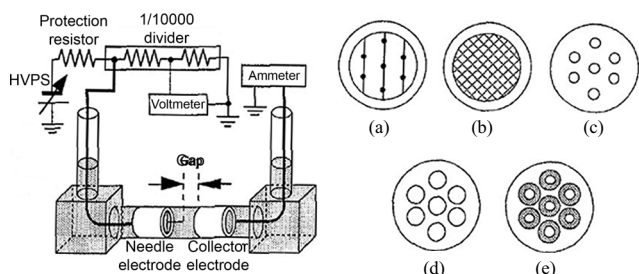 Protection
resistor
1/10000
divider
HVPS
Voltmeter
Ammeter
Gap
Needle
electrode
Collector
electrode
(a)
(b)
(c)
(d)
(e)